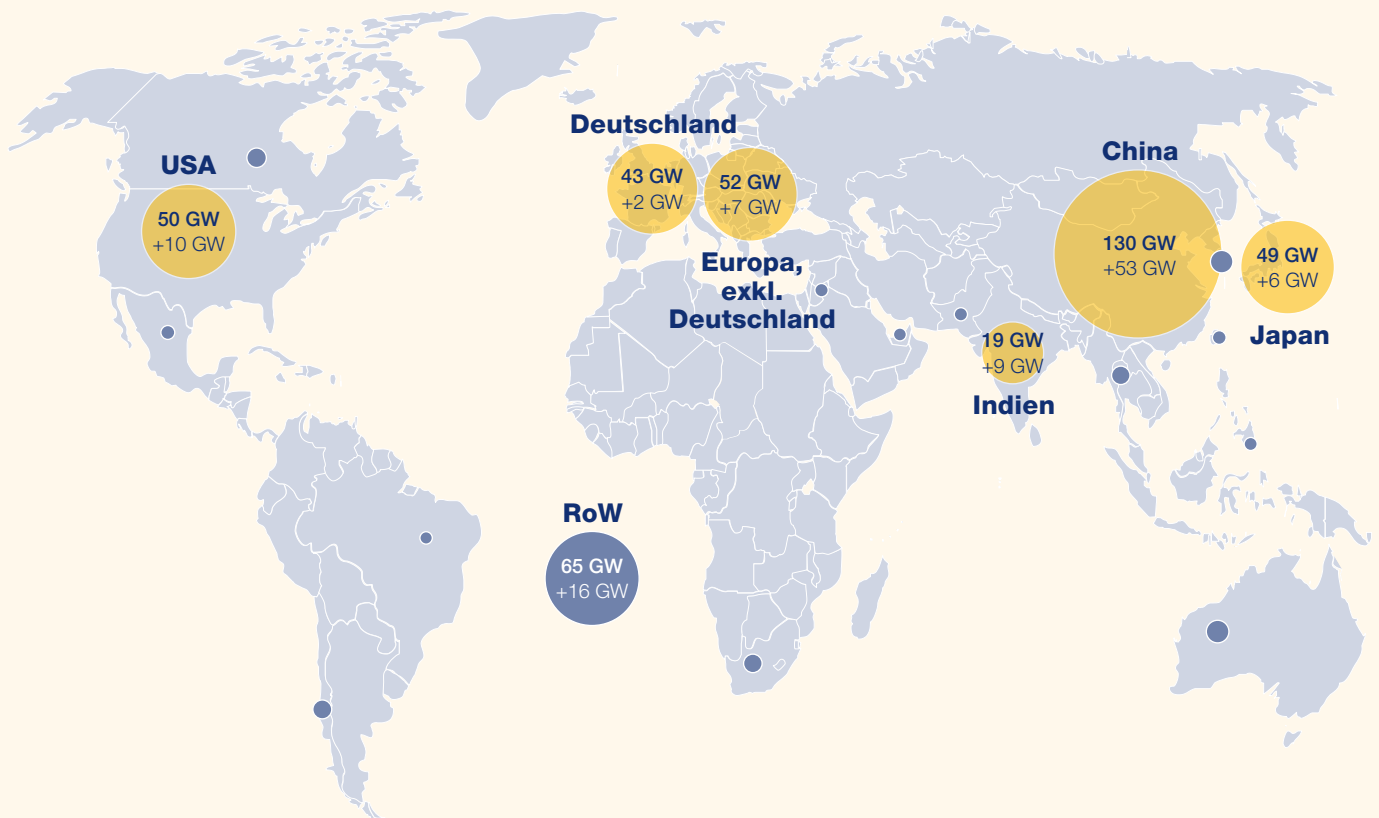 USA
50 GW
+10 GW
Deutschland
43 GW
+2 GW
52 GW
+7 GW
Europa,
exkl.
Deutschland
China
130 GW
+53 GW
49 GW
+6 GW
Japan
19 GW
+9 GW
Indien
RoW
65 GW
+16 GW